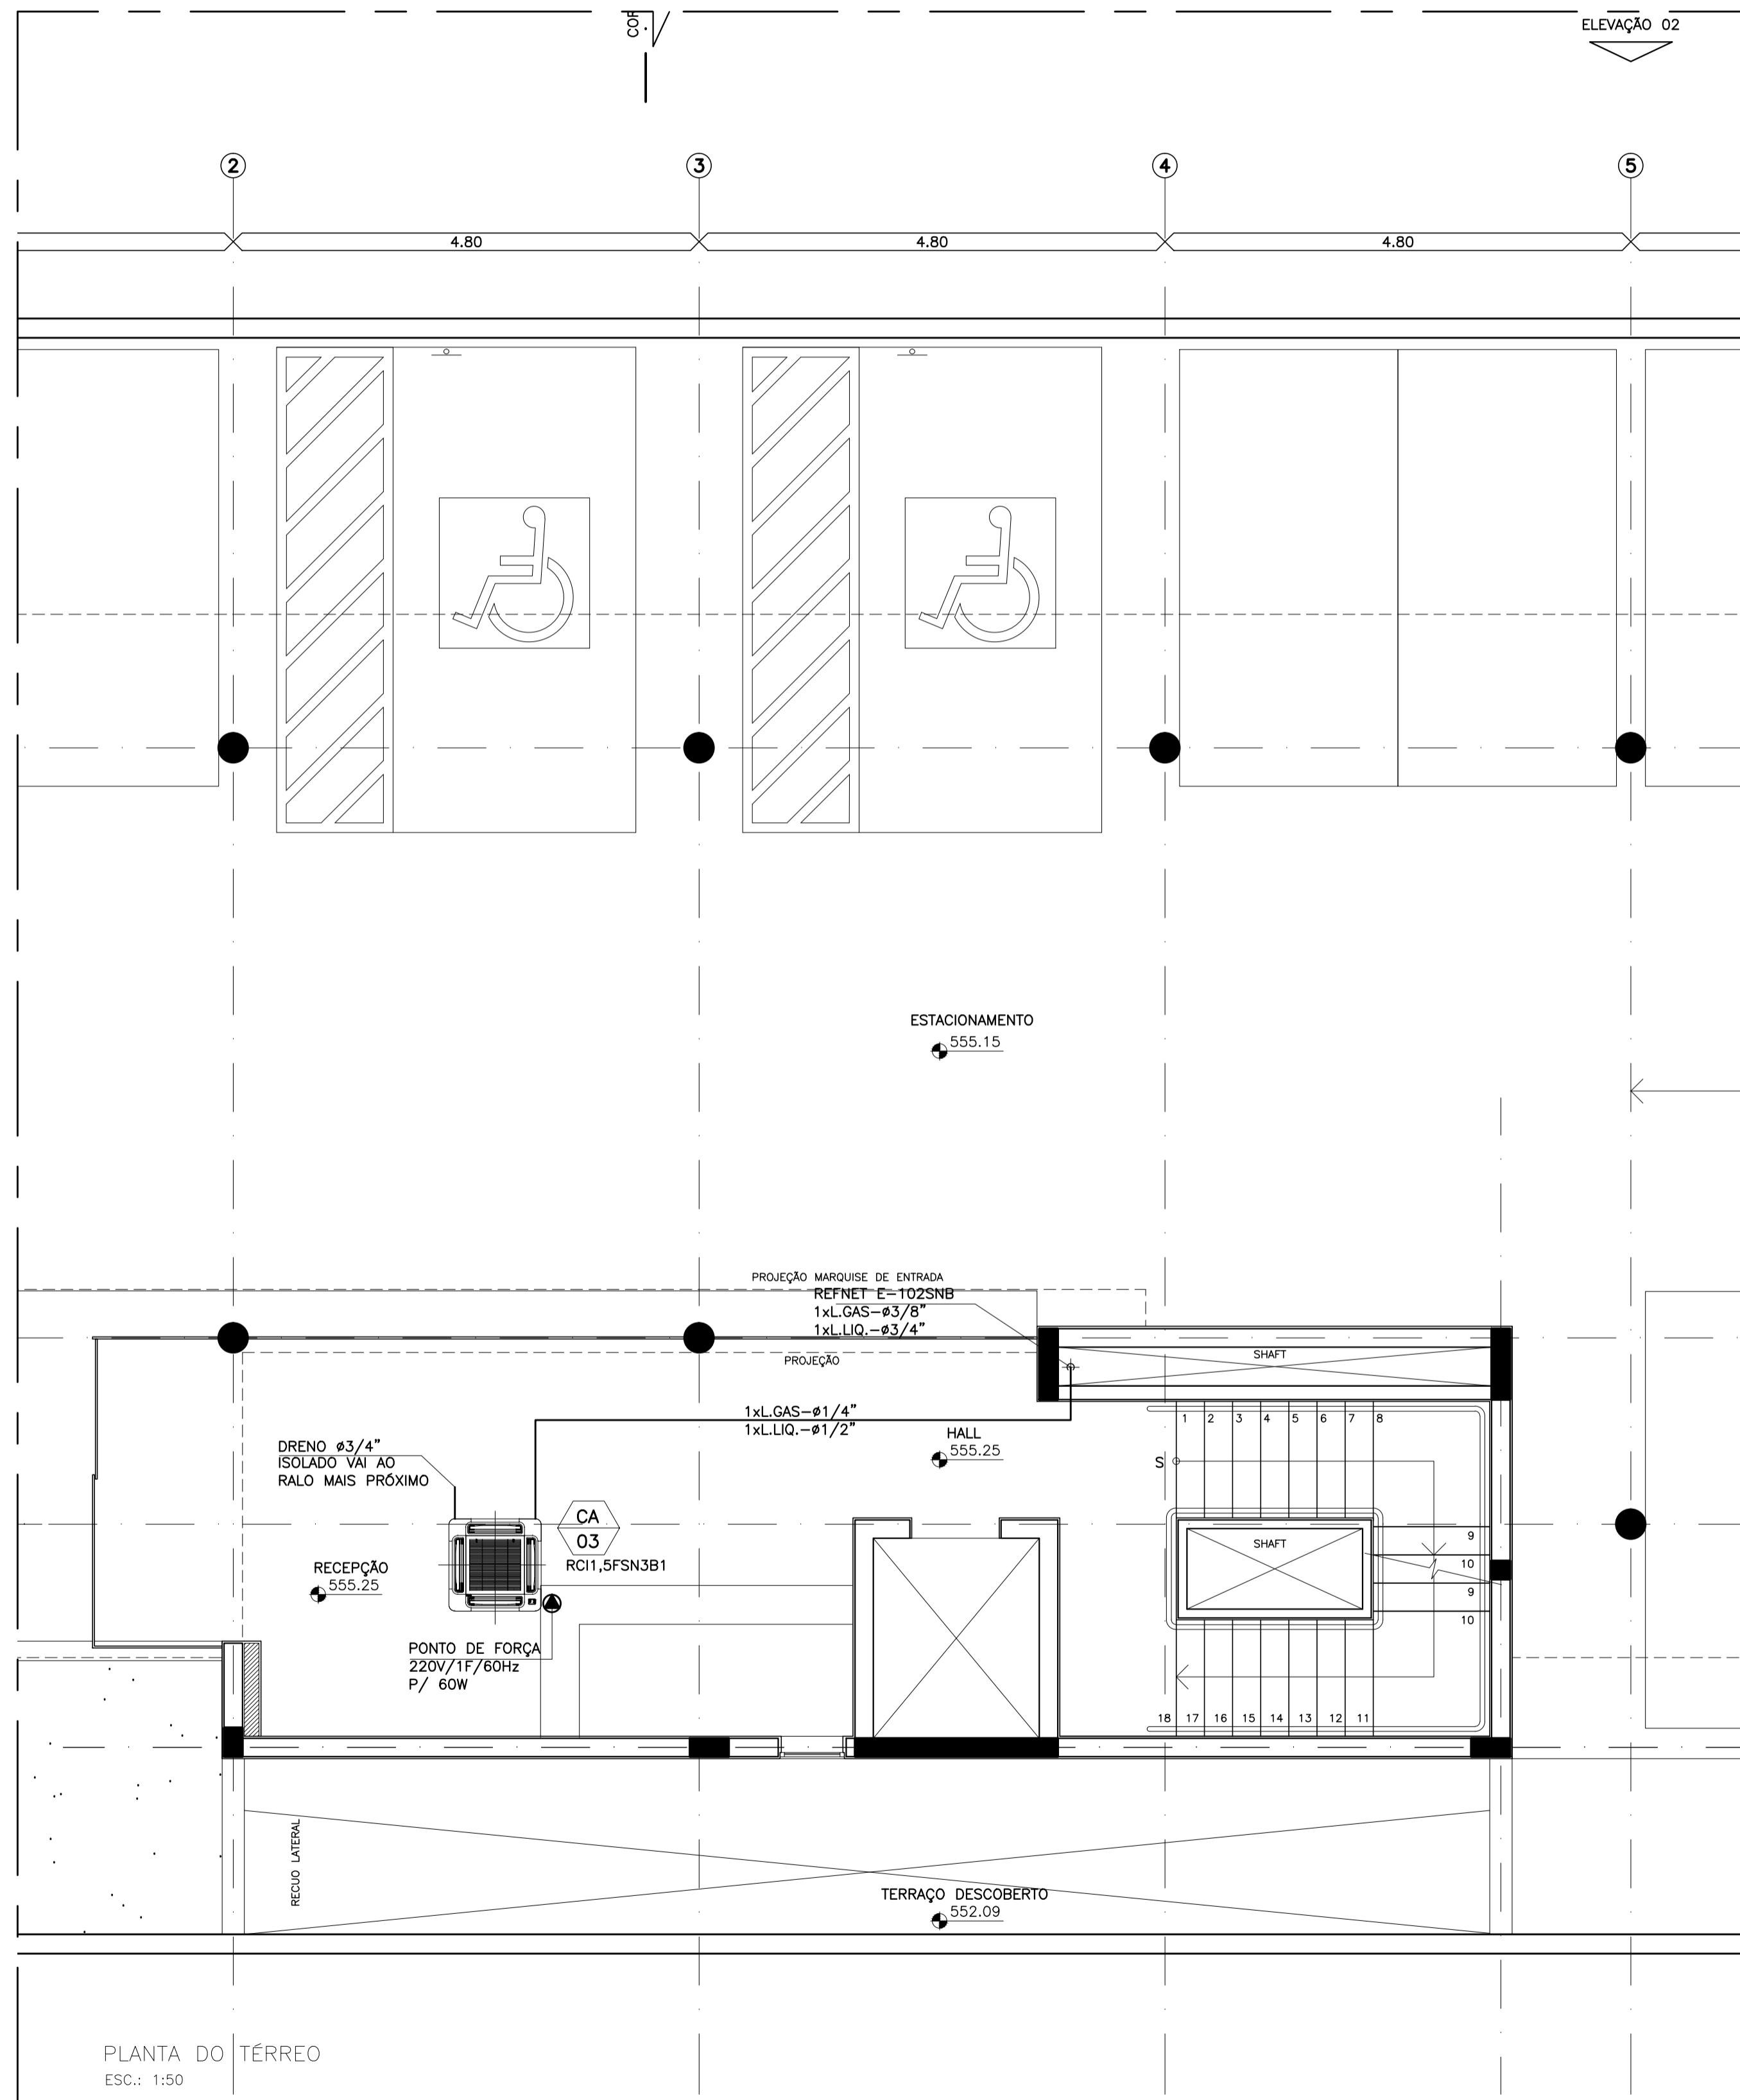 ELEVAÇÃO 02
2
3
4
5
4.80
4.80
4.80
ESTACIONAMENTO
555.15
PROJEÇÃO MARQUISE DE ENTRADA
REFNET E-102SNB
1xL.GAS-ø3/8"
1xL.LIQ.-ø3/4"
PROJEÇÃO
SHAFT
1xL.GAS-ø1/4"
1xL.LIQ.-ø1/2"
HALL
555.25
1
2
3
4
5
6
7
8
S
DRENO ø3/4"
ISOLADO VAI AO
RALO MAIS PRÓXIMO
CA
03
RCI1,5FSN3B1
RECEPÇÃO
555.25
SHAFT
9
10
9
10
PONTO DE FORÇA
220V/1F/60Hz
P/ 60W
18
17
16
15
14
13
12
11
RECUO LATERAL
TERRAÇO DESCOBERTO
552.09
PLANTA DO TÉRREO
ESC.: 1:50